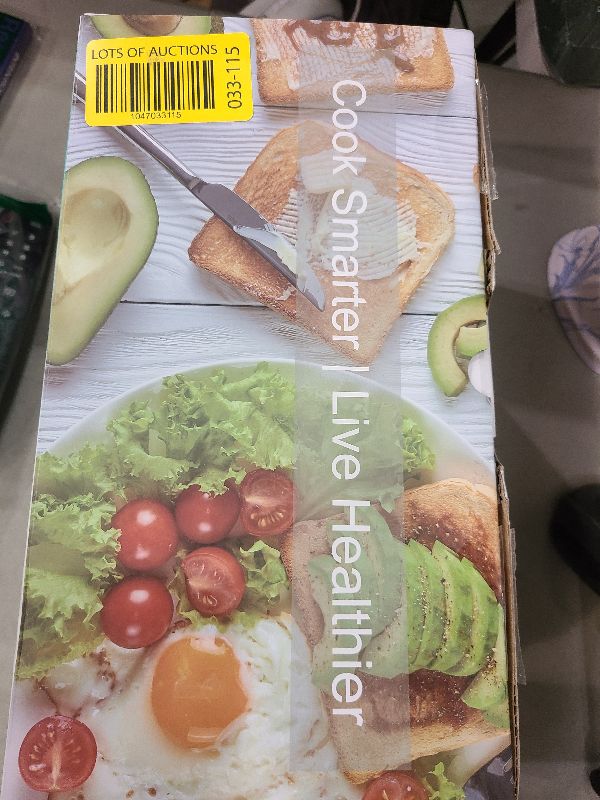 LOTS OF AUCTIONS
033-115
1047033115
Cook Smarter | Live Healthier